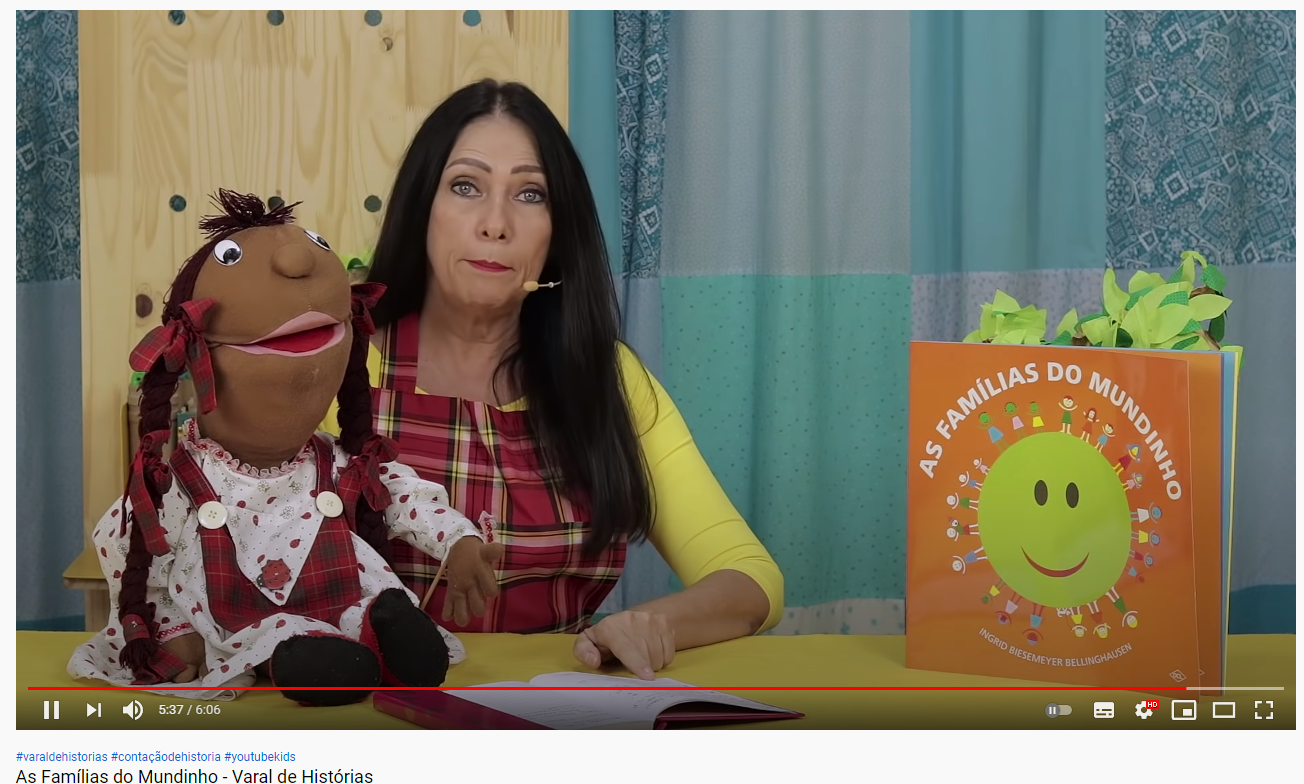 AS FAMÍLIAS DO MUNDINHO
INGRID BIESEMEYER BELLINGHAUSEN
5:37 / 6:06
HD
#varaldehistorias #contaçãodehistoria #youtubekids
As Famílias do Mundinho - Varal de Histórias